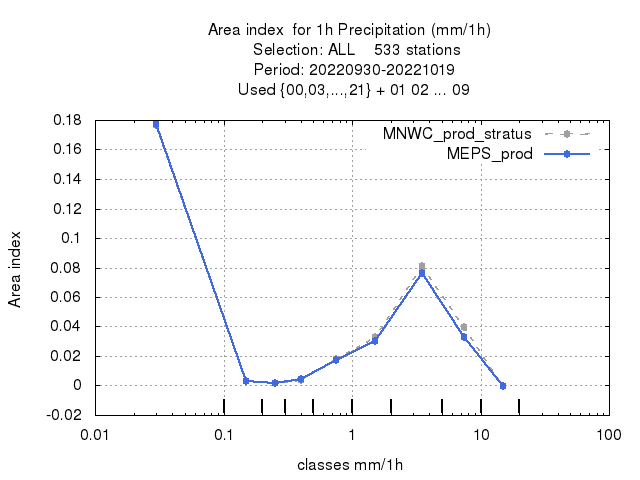 Area index  for 1h Precipitation (mm/1h)
Selection: ALL    533 stations
Period: 20220930-20221019
Used {00,03,...,21} + 01 02 ... 09
MNWC_prod_stratus
MEPS_prod
0.18
0.16
0.14
0.12
0.1
0.08
0.06
0.04
0.02
0
-0.02
Area index
0.01 0.1 1 10 100
classes mm/1h